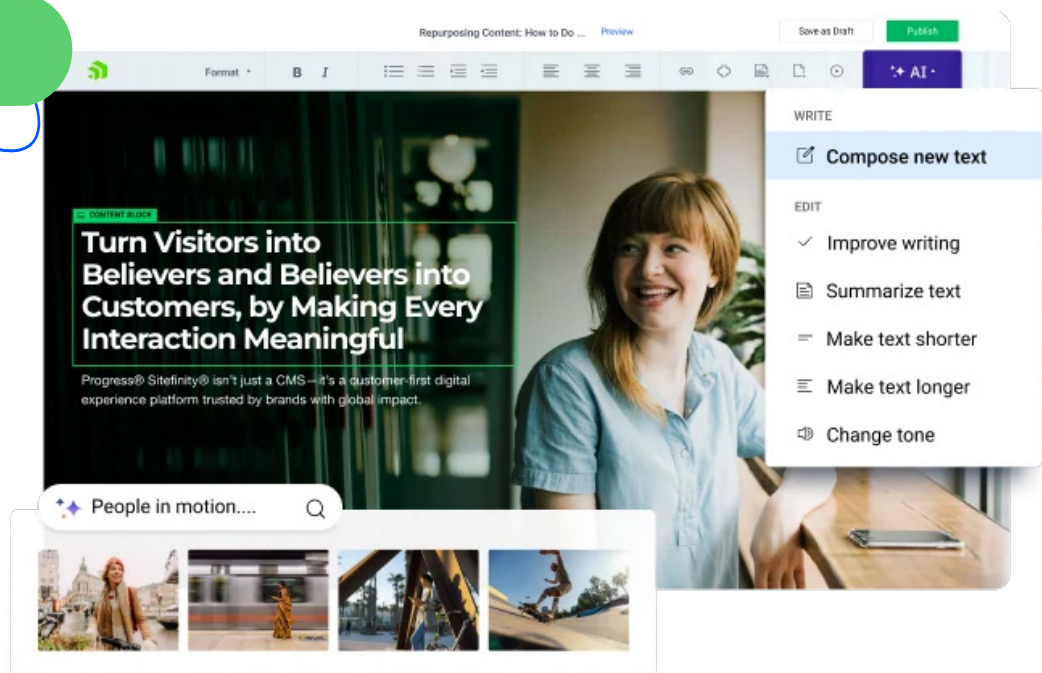 Repurposing Content: How to Do ... Preview
Save as Draft
Publish
Format
B I
AI
WRITE
Compose new text
EDIT
Improve writing
Summarize text
Make text shorter
Make text longer
Change tone
CONTENT BLOCK
Turn Visitors into
Believers and Believers into
Customers, by Making Every
Interaction Meaningful
Progress® Sitefinity® isn't just a CMS—it's a customer-first digital
experience platform trusted by brands with global impact.
People in motion....